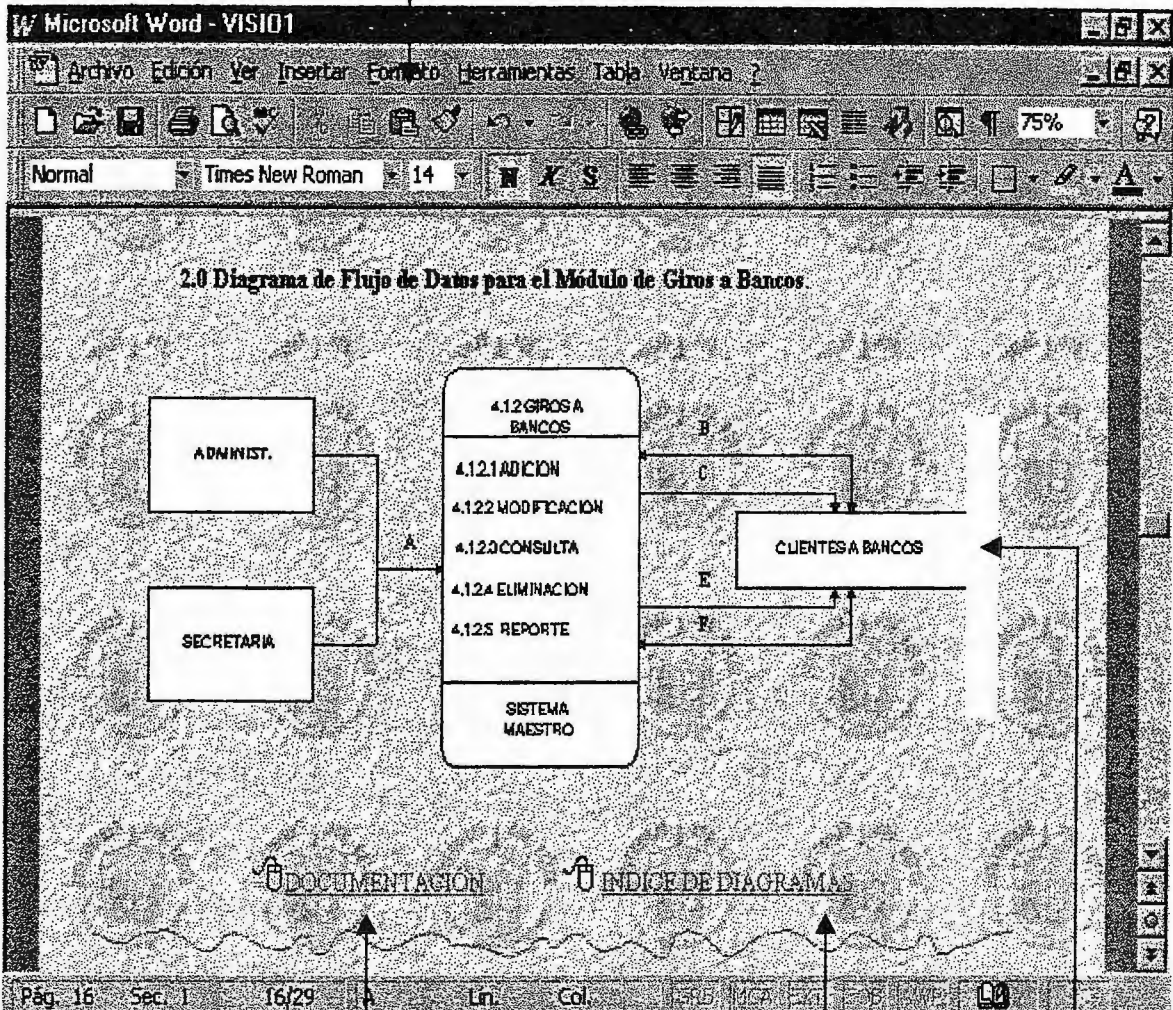 Microsoft Word - VISIO1
Archivo Edición Ver Insertar Formato Herramientas Tabla Ventana ?
75%
Normal Times New Roman 14 N K S A
2.0 Diagrama de Flujo de Datos para el Módulo de Giros a Bancos
4.1.2 GIROS A
BANCOS
ADMINIST.
SECRETARIA
A
4.1.2.1 ADICION
4.1.2.2 MODIFICACION
4.1.2.3 CONSULTA
4.1.2.4 ELIMINACION
4.1.2.5 REPORTE
SISTEMA
MAESTRO
B
C
CLIENTES A BANCOS
E
F
DOCUMENTACIÓN INDICE DE DIAGRAMAS
Pág. 16 Sec. 1 16/29 A Lín. Col.